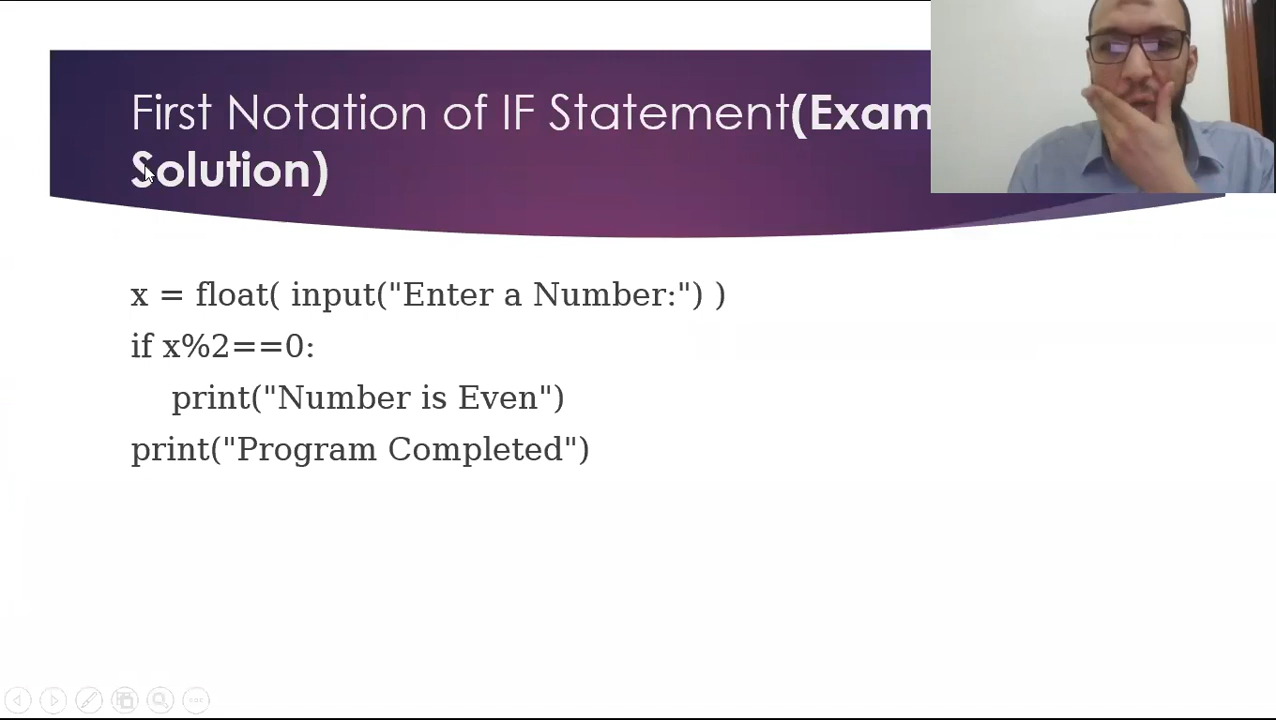 First Notation of IF Statement(Exam
Solution)
x = float( input("Enter a Number:") )
if x%2==0:
print("Number is Even")
print("Program Completed")